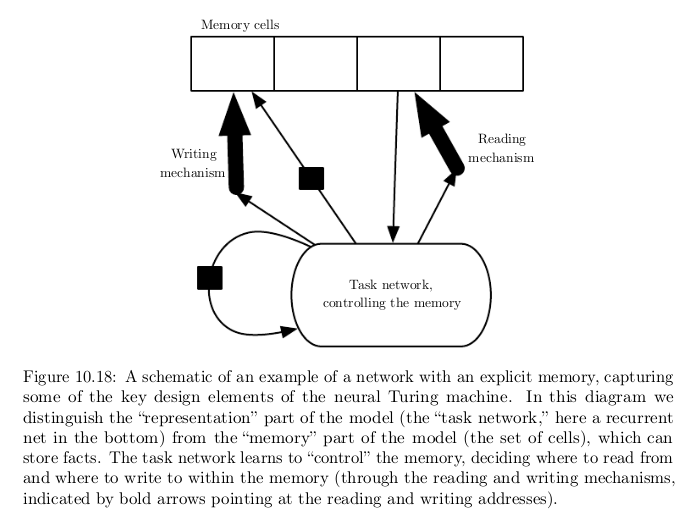 Memory cells
Writing
mechanism
Reading
mechanism
Task network,
controlling the memory
Figure 10.18: A schematic of an example of a network with an explicit memory, capturing
some of the key design elements of the neural Turing machine. In this diagram we
distinguish the “representation” part of the model (the “task network,” here a recurrent
net in the bottom) from the “memory” part of the model (the set of cells), which can
store facts. The task network learns to “control” the memory, deciding where to read from
and where to write to within the memory (through the reading and writing mechanisms,
indicated by bold arrows pointing at the reading and writing addresses).